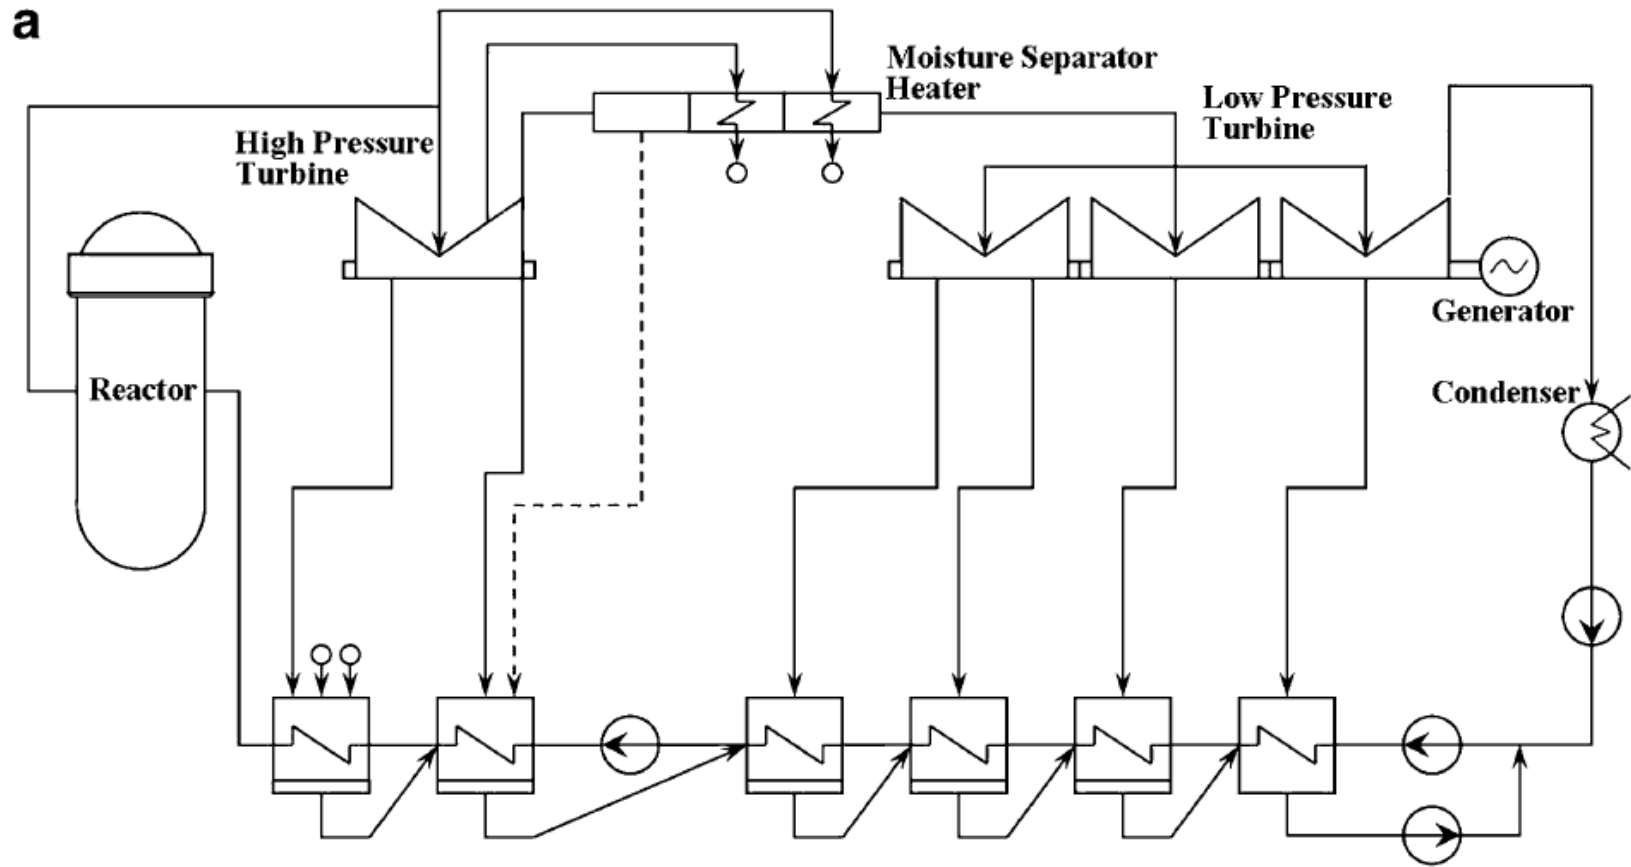 a
Moisture Separator
Heater
Low Pressure
Turbine
High Pressure
Turbine
Generator
Reactor
Condenser